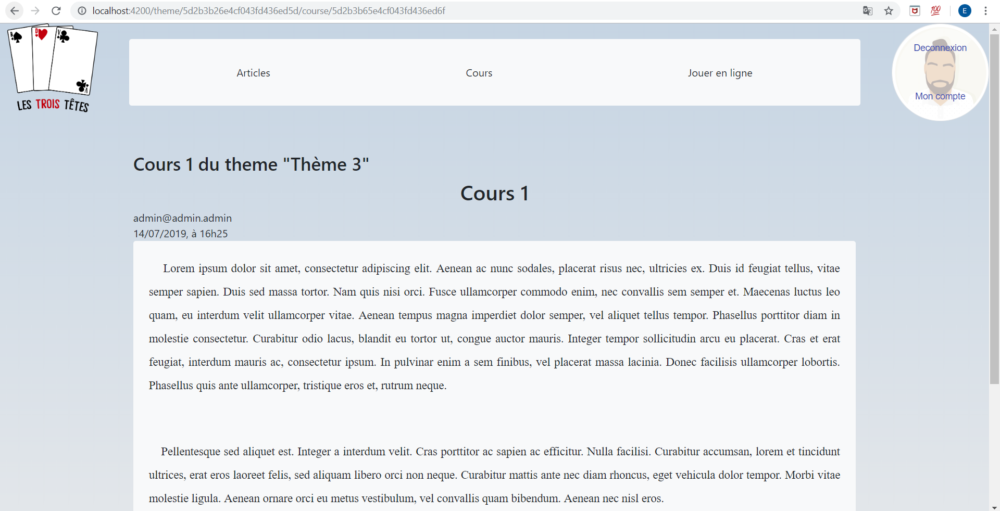 localhost:4200/theme/5d2b3b26e4cf043fd436ed5d/course/5d2b3b65e4cf043fd436ed6f
100
E
A
D
V
V
LES TROIS TÊTES
Articles
Cours
Jouer en ligne
Deconnexion
Mon compte
Cours 1 du theme "Thème 3"
Cours 1
admin@admin.admin
14/07/2019, à 16h25
Lorem ipsum dolor sit amet, consectetur adipiscing elit. Aenean ac nunc sodales, placerat risus nec, ultricies ex. Duis id feugiat tellus, vitae
semper sapien. Duis sed massa tortor. Nam quis nisi orci. Fusce ullamcorper commodo enim, nec convallis sem semper et. Maecenas luctus leo
quam, eu interdum velit ullamcorper vitae. Aenean tempus magna imperdiet dolor semper, vel aliquet tellus tempor. Phasellus porttitor diam in
molestie consectetur. Curabitur odio lacus, blandit eu tortor ut, congue auctor mauris. Integer tempor sollicitudin arcu eu placerat. Cras et erat
feugiat, interdum mauris ac, consectetur ipsum. In pulvinar enim a sem finibus, vel placerat massa lacinia. Donec facilisis ullamcorper lobortis.
Phasellus quis ante ullamcorper, tristique eros et, rutrum neque.
Pellentesque sed aliquet est. Integer a interdum velit. Cras porttitor ac sapien ac efficitur. Nulla facilisi. Curabitur accumsan, lorem et tincidunt
ultrices, erat eros laoreet felis, sed aliquam libero orci non neque. Curabitur mattis ante nec diam rhoncus, eget vehicula dolor tempor. Morbi vitae
molestie ligula. Aenean ornare orci eu metus vestibulum, vel convallis quam bibendum. Aenean nec nisl eros.